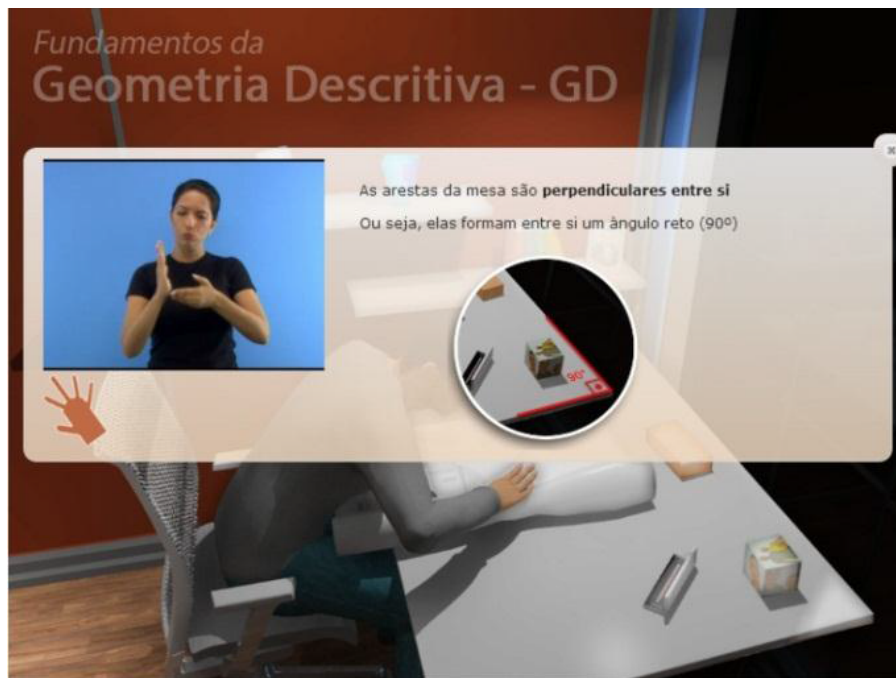 Fundamentos da
Geometria Descritiva - GD
As arestas da mesa são perpendiculares entre si
Ou seja, elas formam entre si um àngulo reto (90º)
90°